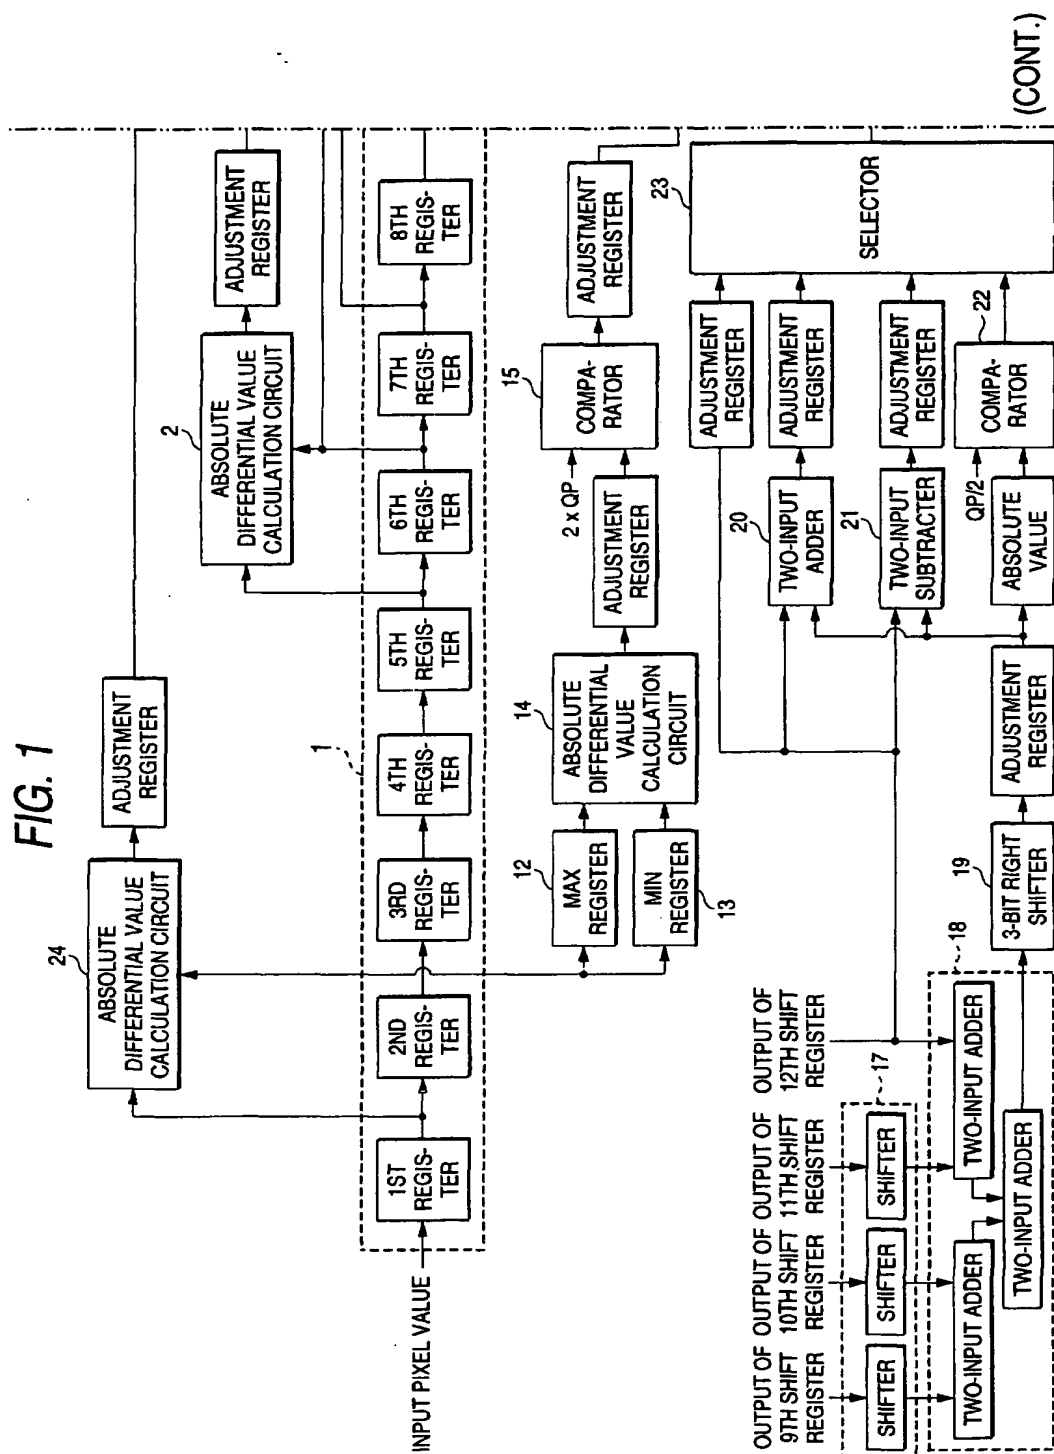 FIG. 1
24
ABSOLUTE
DIFFERENTIAL VALUE
CALCULATION CIRCUIT
ADJUSTMENT
REGISTER
2
ABSOLUTE
DIFFERENTIAL VALUE
CALCULATION CIRCUIT
ADJUSTMENT
REGISTER
1
INPUT PIXEL VALUE
1ST
REGIS-
TER
2ND
REGIS-
TER
3RD
REGIS-
TER
4TH
REGIS-
TER
5TH
REGIS-
TER
6TH
REGIS-
TER
7TH
REGIS-
TER
8TH
REGIS-
TER
12
MAX
REGISTER
MIN
REGISTER
13
14
ABSOLUTE
DIFFERENTIAL
VALUE
CALCULATION
CIRCUIT
ADJUSTMENT
REGISTER
2 x QP
15
COMPA-
RATOR
ADJUSTMENT
REGISTER
OUTPUT OF
9TH SHIFT
REGISTER
OUTPUT OF
10TH SHIFT
REGISTER
OUTPUT OF
11TH SHIFT
REGISTER
OUTPUT OF
12TH SHIFT
REGISTER
17
SHIFTER
SHIFTER
SHIFTER
18
TWO-INPUT ADDER
TWO-INPUT ADDER
TWO-INPUT ADDER
19
3-BIT RIGHT
SHIFTER
ADJUSTMENT
REGISTER
20
TWO-INPUT
ADDER
21
TWO-INPUT
SUBTRACTER
ABSOLUTE
VALUE
QP/2
ADJUSTMENT
REGISTER
ADJUSTMENT
REGISTER
ADJUSTMENT
REGISTER
22
COMPA-
RATOR
23
SELECTOR
(CONT.)